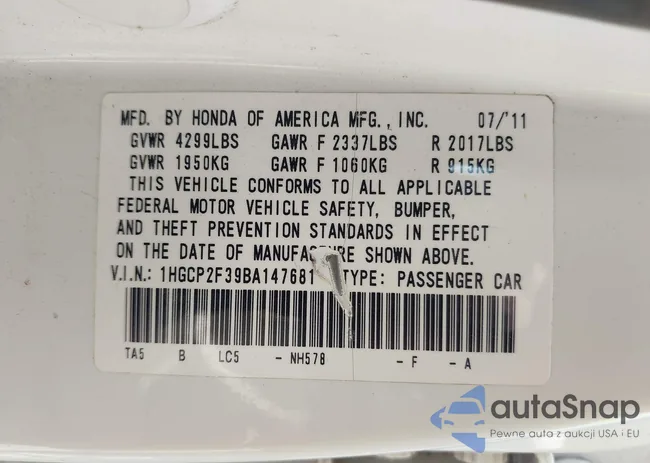 MFD. BY HONDA OF AMERICA MFG., INC. 07/'11
GVWR 4299LBS GAWR F 2337LBS R 2017LBS
GVWR 1950KG GAWR F 1060KG R 915KG
THIS VEHICLE CONFORMS TO ALL APPLICABLE
FEDERAL MOTOR VEHICLE SAFETY, BUMPER,
AND THEFT PREVENTION STANDARDS IN EFFECT
ON THE DATE OF MANUFACTURE SHOWN ABOVE.
V.I.N.: 1HGCP2F39BA147681 TYPE: PASSENGER CAR
TA5 B LC5 - NH578 - F - A
autoSnap
Pewne auta z aukcji USA i EU